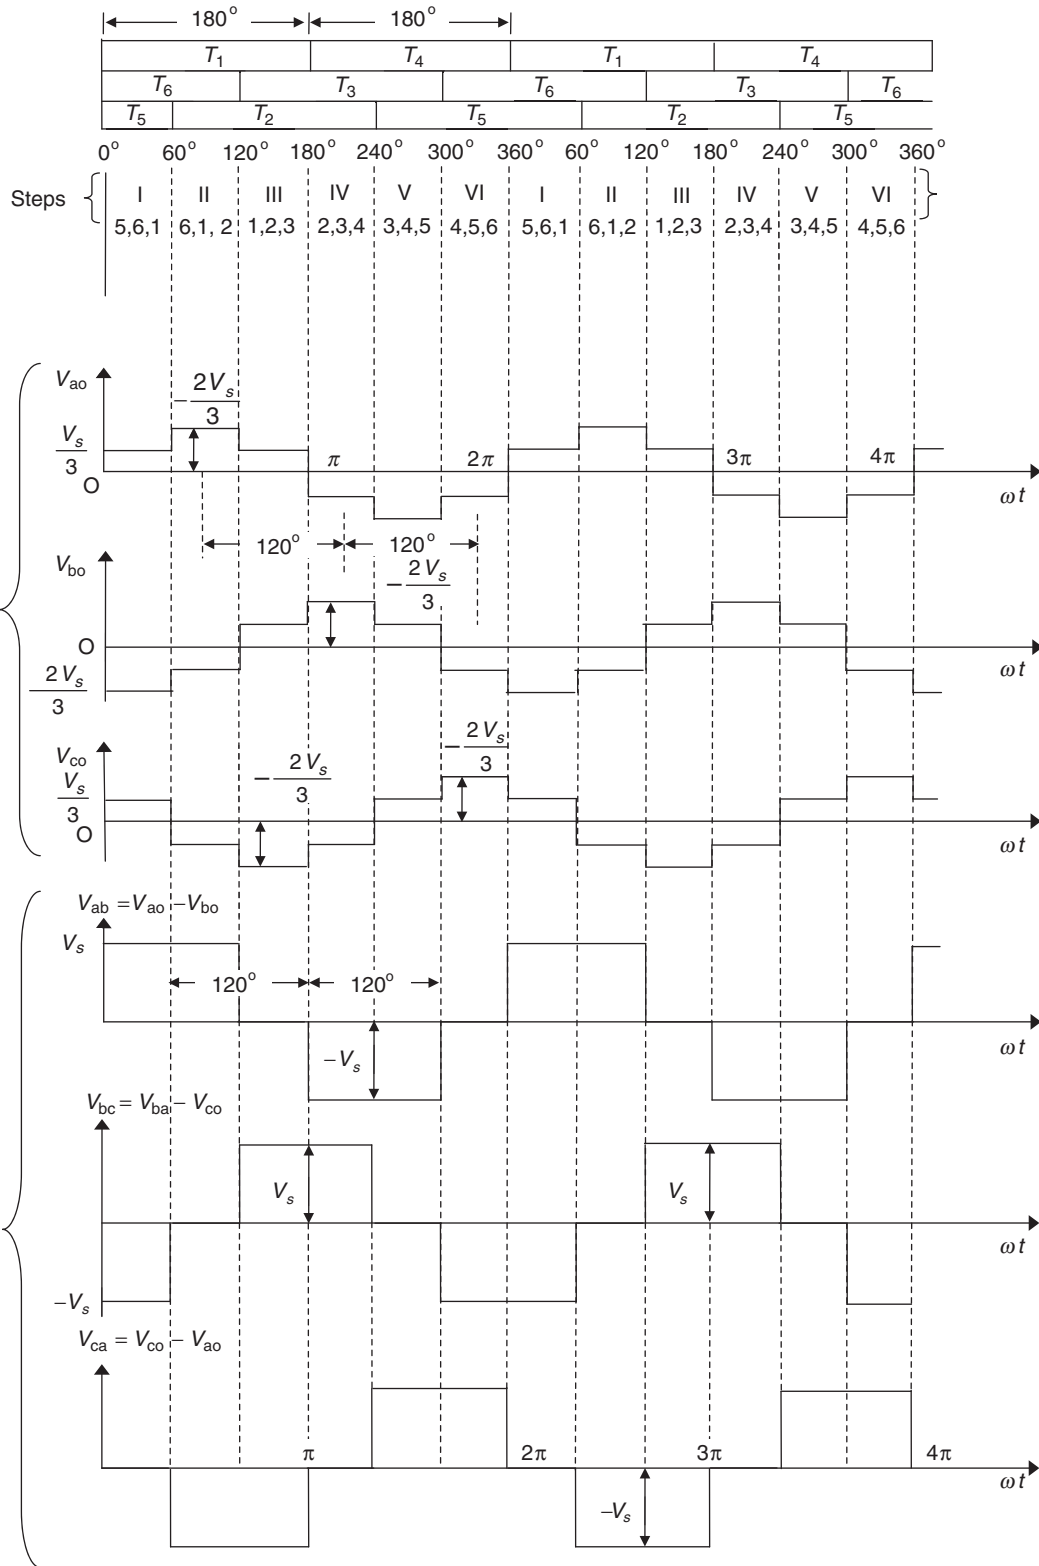 180° 180°
T1 T4 T1 T4
T6 T3 T6 T3 T6
T5 T2 T5 T2 T5
0° 60° 120° 180° 240° 300° 360° 60° 120° 180° 240° 300° 360°
Steps I II III IV V VI I II III IV V VI
5,6,1 6,1, 2 1,2,3 2,3,4 3,4,5 4,5,6 5,6,1 6,1,2 1,2,3 2,3,4 3,4,5 4,5,6
Vao
−2Vs/3
Vs/3
π 2π 3π 4π
O
ωt
120° 120°
Vbo
−2Vs/3
O
ωt
2Vs/3
Vco
−2Vs/3
−2Vs/3
Vs/3
O
ωt
Vab = Vao − Vbo
Vs
120° 120°
−Vs
ωt
Vbc = Vba − Vco
Vs Vs
ωt
−Vs
Vca = Vco − Vao
π 2π 3π 4π
ωt
−Vs